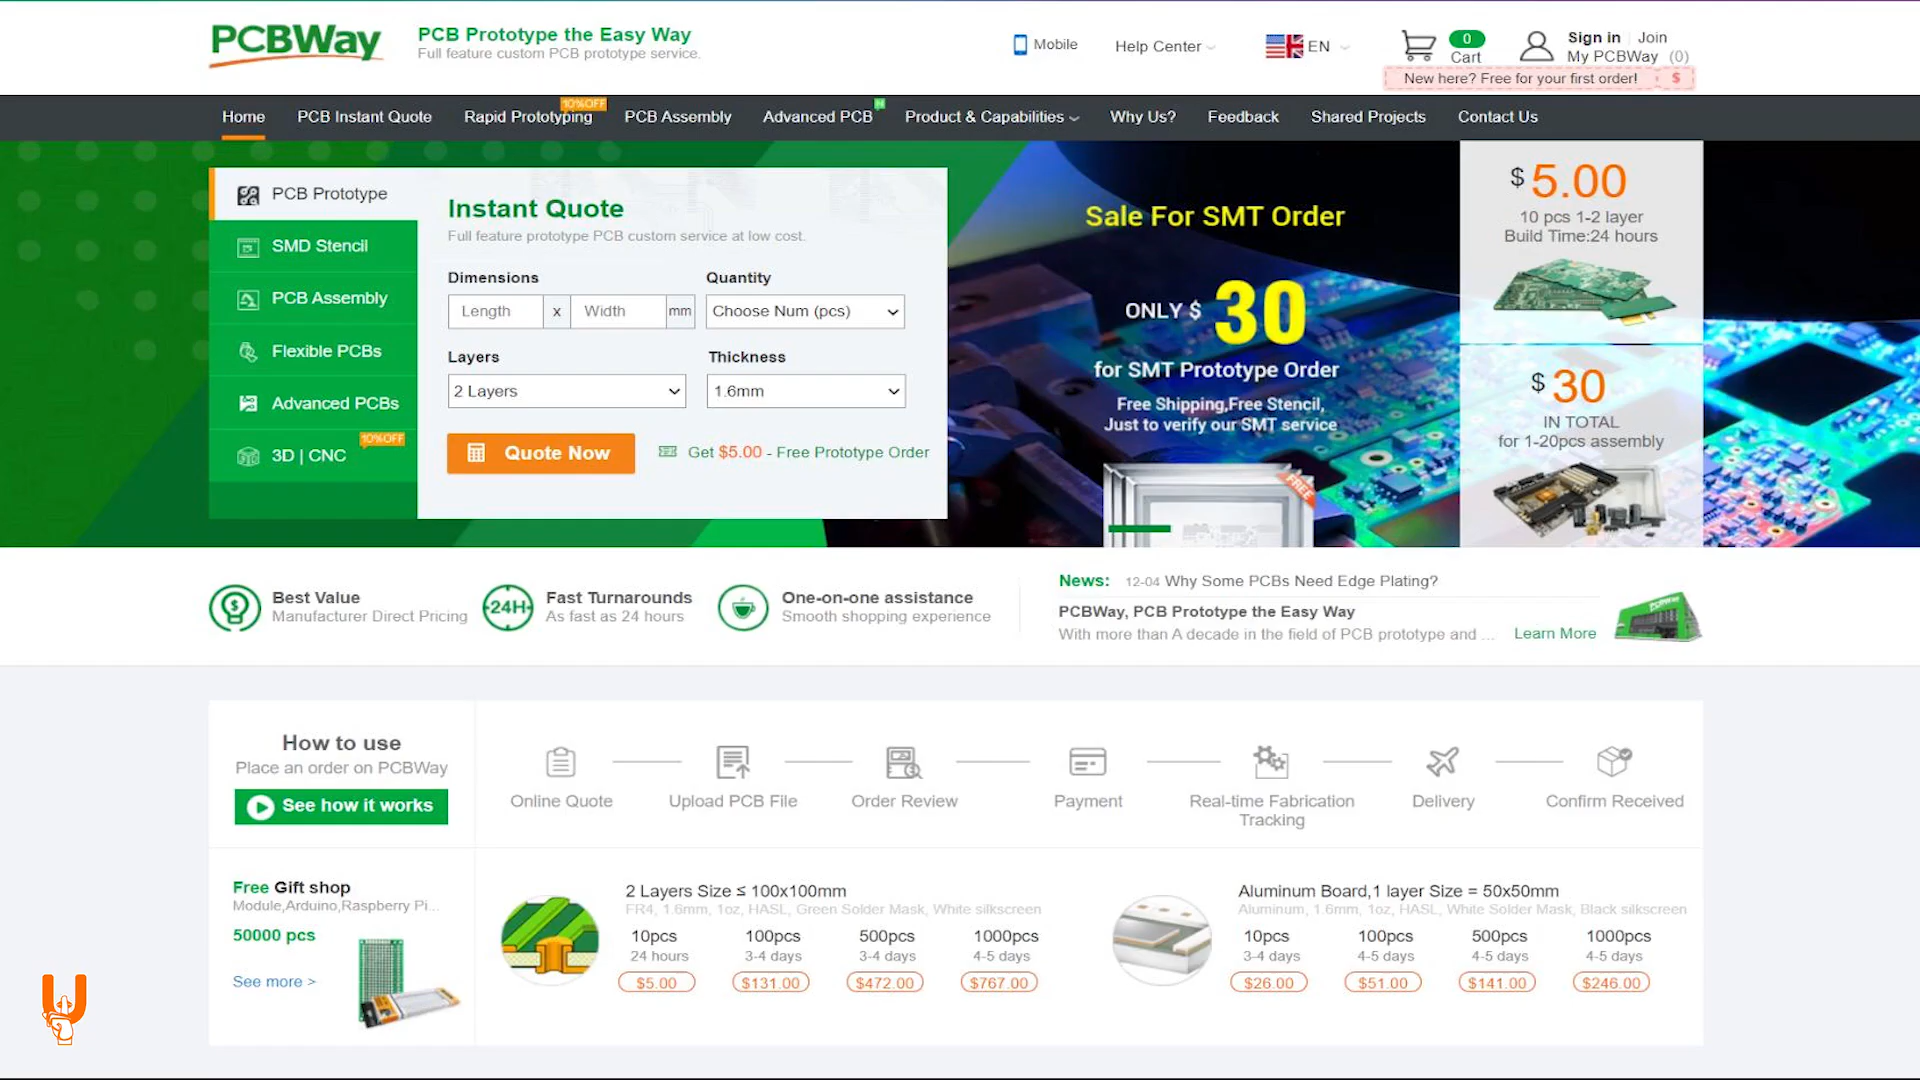 PCBWay
PCB Prototype the Easy Way
Full feature custom PCB prototype service.
Mobile
Help Center
EN
0
Cart
Sign in Join
My PCBWay (0)
New here? Free for your first order! $
Home PCB Instant Quote Rapid Prototyping 10%OFF PCB Assembly Advanced PCB N Product & Capabilities Why Us? Feedback Shared Projects Contact Us
PCB Prototype
SMD Stencil
PCB Assembly
Flexible PCBs
Advanced PCBs
10%OFF
3D | CNC
Instant Quote
Full feature prototype PCB custom service at low cost.
Dimensions Quantity
Length x Width mm Choose Num (pcs)
Layers Thickness
2 Layers 1.6mm
Quote Now
Get $5.00 - Free Prototype Order
Sale For SMT Order
ONLY $ 30
for SMT Prototype Order
Free Shipping,Free Stencil,
Just to verify our SMT service
FREE
$ 5.00
10 pcs 1-2 layer
Build Time:24 hours
$ 30
IN TOTAL
for 1-20pcs assembly
$
Best Value
Manufacturer Direct Pricing
24H
Fast Turnarounds
As fast as 24 hours
One-on-one assistance
Smooth shopping experience
News: 12-04 Why Some PCBs Need Edge Plating?
PCBWay, PCB Prototype the Easy Way
With more than A decade in the field of PCB prototype and ... Learn More
PCBWay
How to use
Place an order on PCBWay
See how it works
Online Quote
Upload PCB File
Order Review
Payment
Real-time Fabrication
Tracking
Delivery
Confirm Received
Free Gift shop
Module,Arduino,Raspberry Pi...
50000 pcs
See more >
2 Layers Size ≤ 100x100mm
FR4, 1.6mm, 1oz, HASL, Green Solder Mask, White silkscreen
10pcs 100pcs 500pcs 1000pcs
24 hours 3-4 days 3-4 days 4-5 days
$5.00 $131.00 $472.00 $767.00
Aluminum Board,1 layer Size = 50x50mm
Aluminum, 1.6mm, 1oz, HASL, White Solder Mask, Black silkscreen
10pcs 100pcs 500pcs 1000pcs
3-4 days 4-5 days 4-5 days 4-5 days
$26.00 $51.00 $141.00 $246.00
U